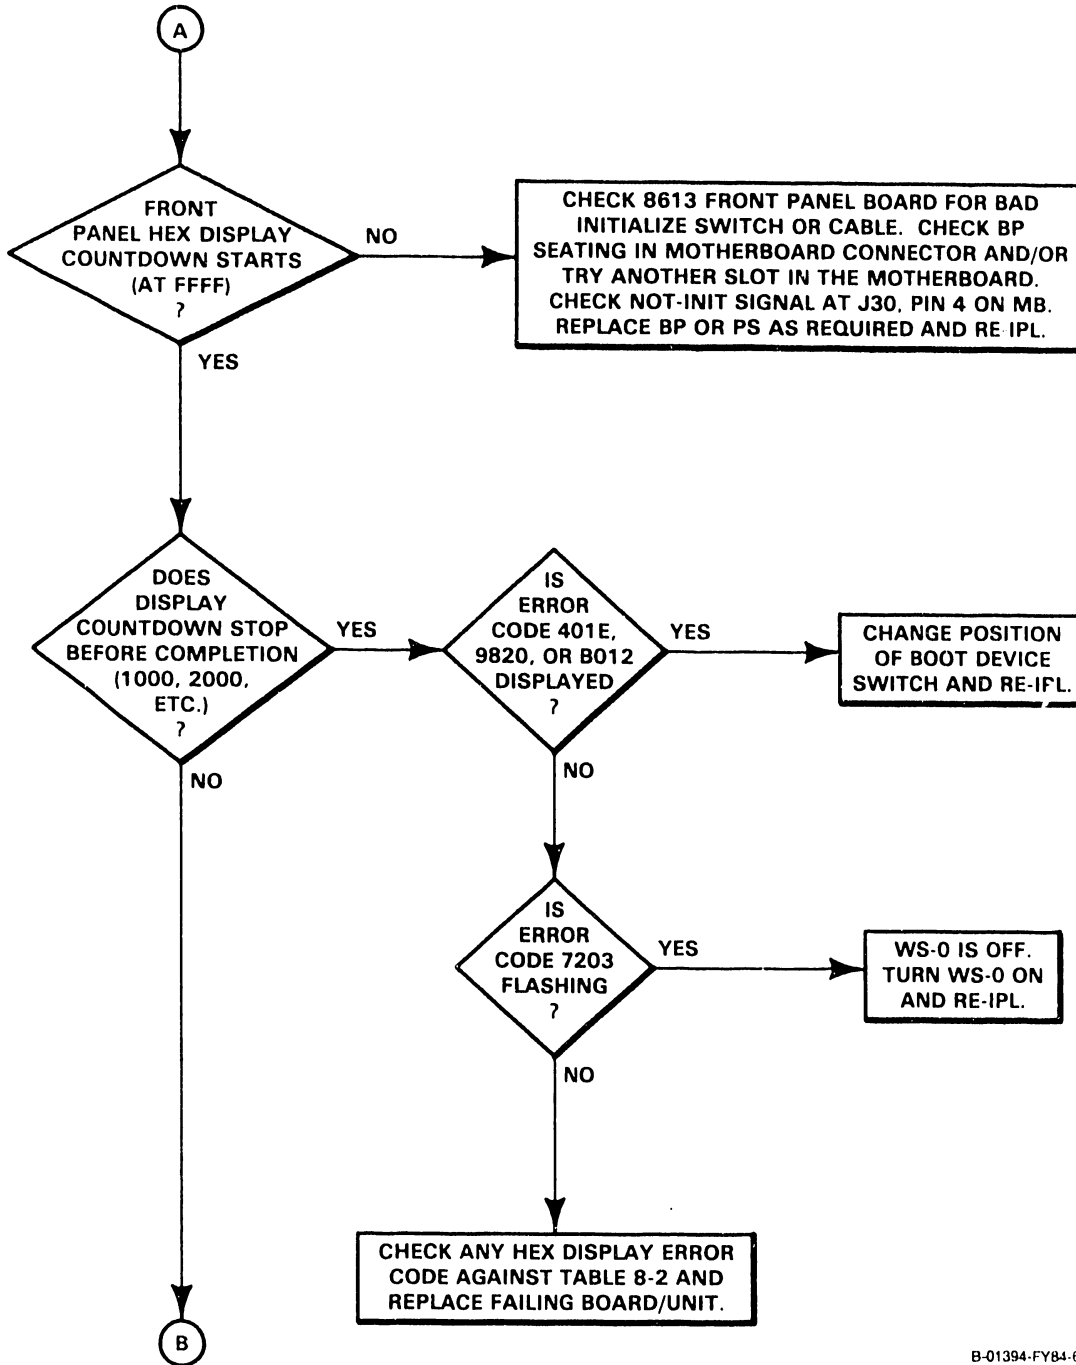 A
FRONT
PANEL HEX DISPLAY
COUNTDOWN STARTS
(AT FFFF)
?
NO
CHECK 8613 FRONT PANEL BOARD FOR BAD
INITIALIZE SWITCH OR CABLE. CHECK BP
SEATING IN MOTHERBOARD CONNECTOR AND/OR
TRY ANOTHER SLOT IN THE MOTHERBOARD.
CHECK NOT-INIT SIGNAL AT J30, PIN 4 ON MB.
REPLACE BP OR PS AS REQUIRED AND RE-IPL.
YES
DOES
DISPLAY
COUNTDOWN STOP
BEFORE COMPLETION
(1000, 2000,
ETC.)
?
YES
IS
ERROR
CODE 401E,
9820, OR B012
DISPLAYED
?
YES
CHANGE POSITION
OF BOOT DEVICE
SWITCH AND RE-IPL.
NO
NO
IS
ERROR
CODE 7203
FLASHING
?
YES
WS-0 IS OFF.
TURN WS-0 ON
AND RE-IPL.
NO
CHECK ANY HEX DISPLAY ERROR
CODE AGAINST TABLE 8-2 AND
REPLACE FAILING BOARD/UNIT.
B
B-01394-FY84-6